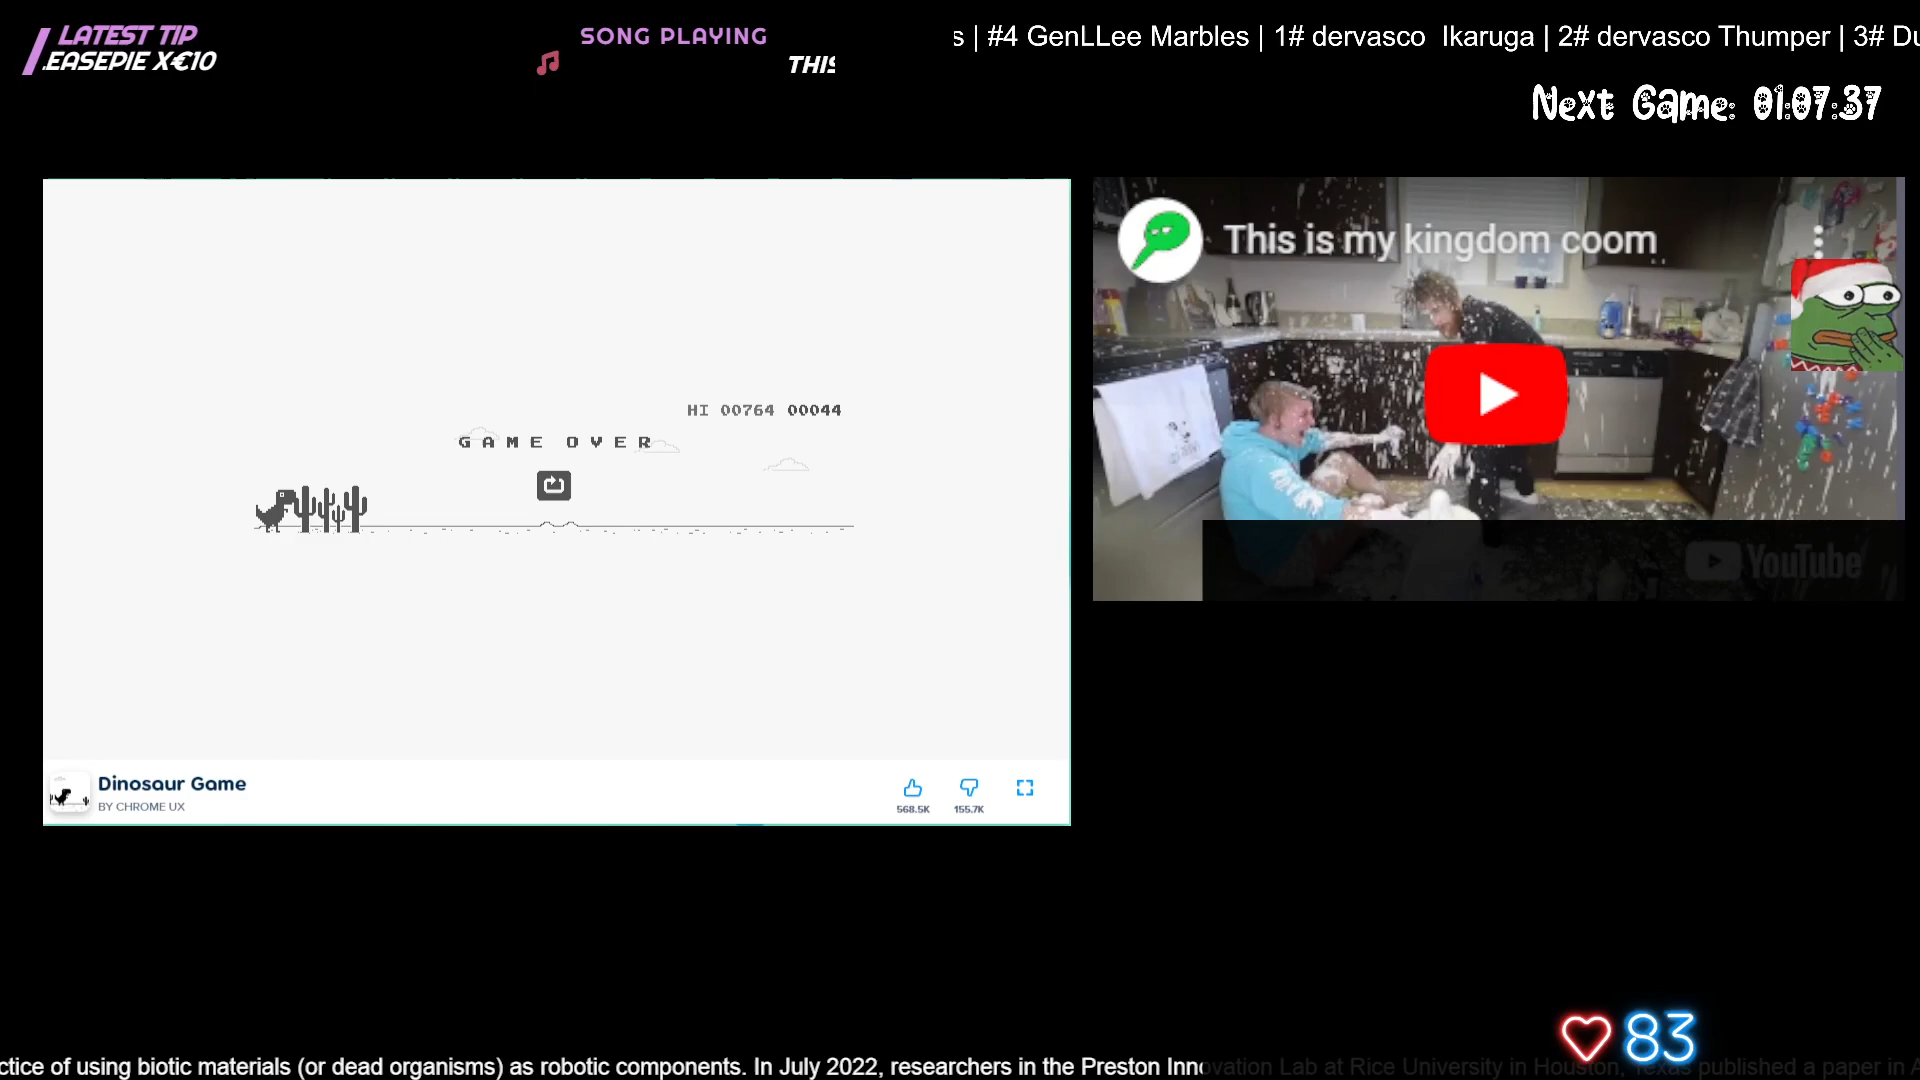 LATEST TIP
.EASEPIE X€10
SONG PLAYING
THIS
s | #4 GenLLee Marbles | 1# dervasco Ikaruga | 2# dervasco Thumper | 3# Du
Next Game: 01:07:37
This is my kingdom coom
HI 00764 00044
GAME OVER
YouTube
Dinosaur Game
BY CHROME UX
568.5K
155.7K
83
ctice of using biotic materials (or dead organisms) as robotic components. In July 2022, researchers in the Preston Innovation Lab at Rice University in Houston, Texas published a paper in A